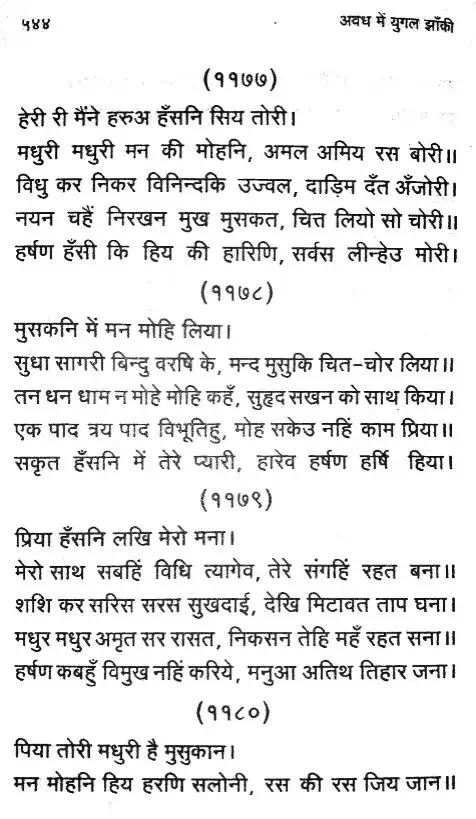 ५४४ अवध में युगल झाँकी
(११७७)
हेरी री मैंने हरुअ हँसनि सिय तोरी।
मधुरी मधुरी मन की मोहनि, अमल अमिय रस बोरी॥
विधु कर निकर विनिन्दकि उज्वल, दाड़िम दँत अँजोरी।
नयन चहैं निरखन मुख मुसकत, चित्त लियो सो चोरी॥
हर्षण हँसी कि हिय की हारिणि, सर्वस लीन्हेउ मोरी।
(११७८)
मुसकनि में मन मोहि लिया।
सुधा सागरी बिन्दु वरषि के, मन्द मुसुकि चित-चोर लिया॥
तन धन धाम न मोहे मोहि कहँ, सुहृद सखन को साथ किया।
एक पाद त्रय पाद विभूतिहु, मोह सकेउ नहिं काम प्रिया॥
सकृत हँसनि में तेरे प्यारी, हारेव हर्षण हर्षि हिया।
(११७९)
प्रिया हँसनि लखि मेरो मना।
मेरो साथ सबहिं विधि त्यागेव, तेरे संगहिं रहत बना॥
शशि कर सरिस सरस सुखदाई, देखि मिटावत ताप घना।
मधुर मधुर अमृत सर रासत, निकसन तेहि महँ रहत सना॥
हर्षण कबहुँ विमुख नहिं करिये, मनुआ अतिथ तिहार जना।
(११८०)
पिया तोरी मधुरी है मुसुकान।
मन मोहनि हिय हरणि सलोनी, रस की रस जिय जान॥